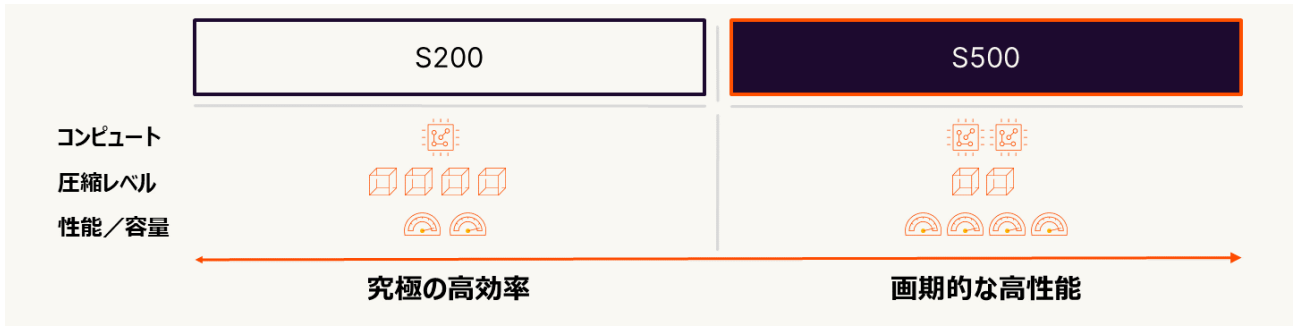 S200
S500
コンピュート
圧縮レベル
性能／容量
究極の高効率
画期的な高性能